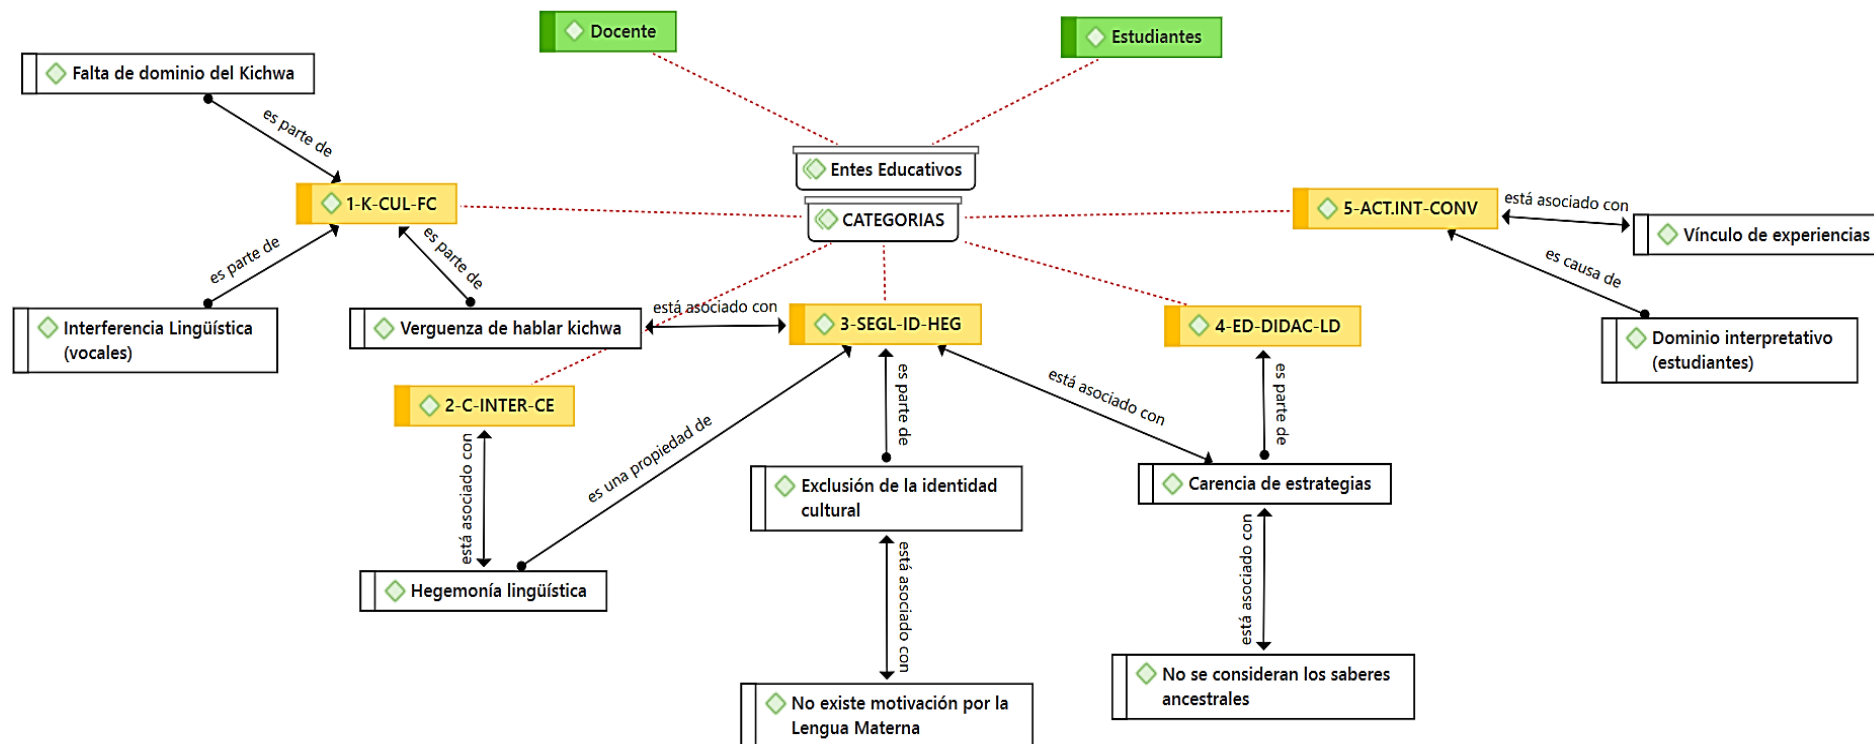 Docente
Estudiantes
Falta de dominio del Kichwa
es parte de
Entes Educativos
1-K-CUL-FC
CATEGORIAS
5-ACT.INT-CONV
está asociado con
Vínculo de experiencias
es parte de
es parte de
es causa de
Interferencia Lingüística
(vocales)
Verguenza de hablar kichwa
está asociado con
3-SEGL-ID-HEG
4-ED-DIDAC-LD
Dominio interpretativo
(estudiantes)
2-C-INTER-CE
está asociado con
es una propiedad de
es parte de
está asociado con
es parte de
Exclusión de la identidad
cultural
Carencia de estrategias
Hegemonía lingüística
está asociado con
está asociado con
No existe motivación por la
Lengua Materna
No se consideran los saberes
ancestrales